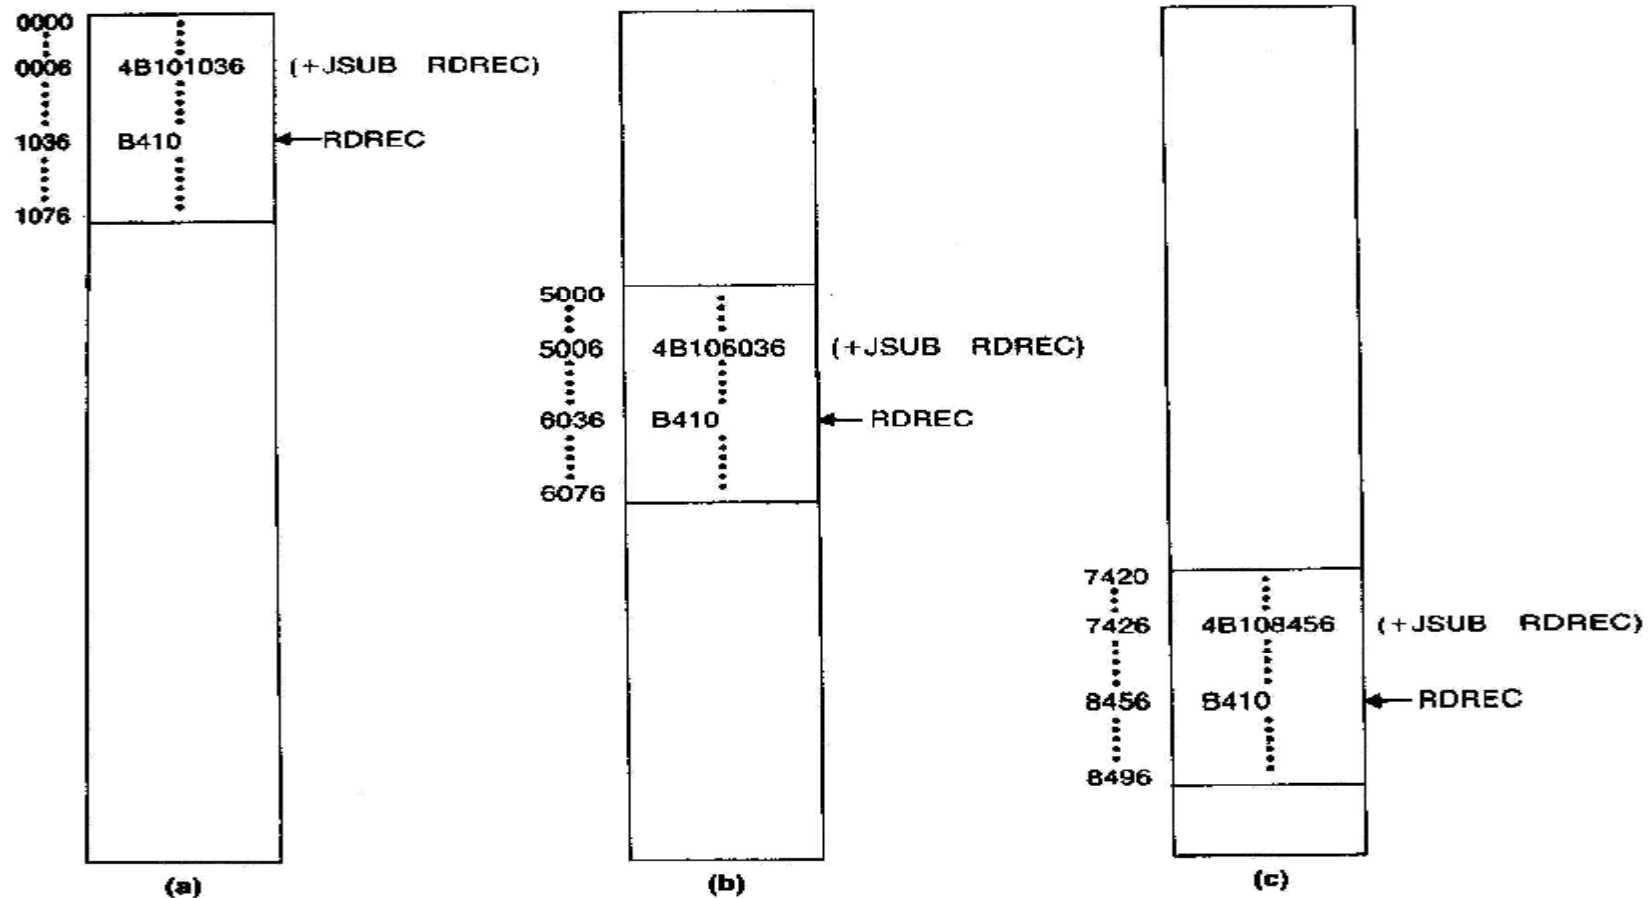 0000
0006 4B101036 (+JSUB RDREC)
1036 B410 RDREC
1076
(a)
5000
5006 4B106036 (+JSUB RDREC)
6036 B410 RDREC
6076
(b)
7420
7426 4B108456 (+JSUB RDREC)
8456 B410 RDREC
8496
(c)